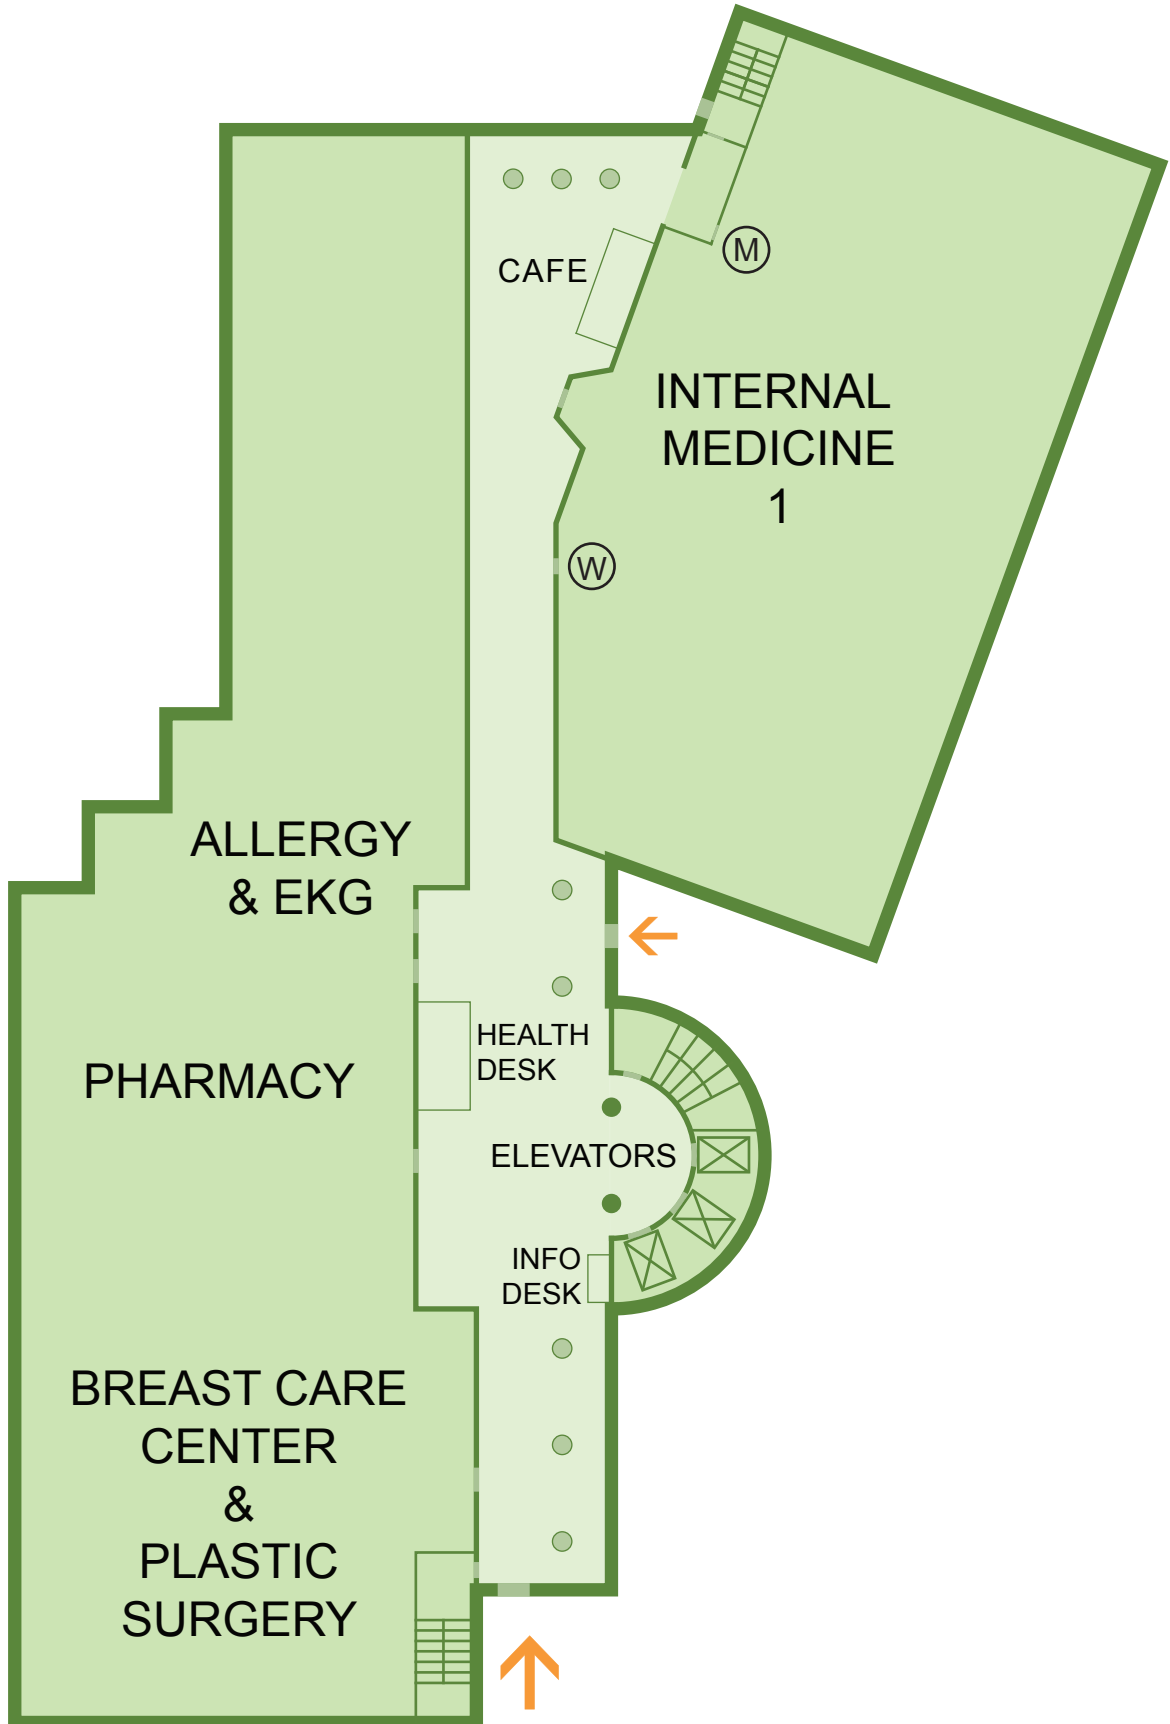 CAFE
M
INTERNAL
MEDICINE
1
W
ALLERGY
& EKG
HEALTH
DESK
PHARMACY
ELEVATORS
INFO
DESK
BREAST CARE
CENTER
&
PLASTIC
SURGERY